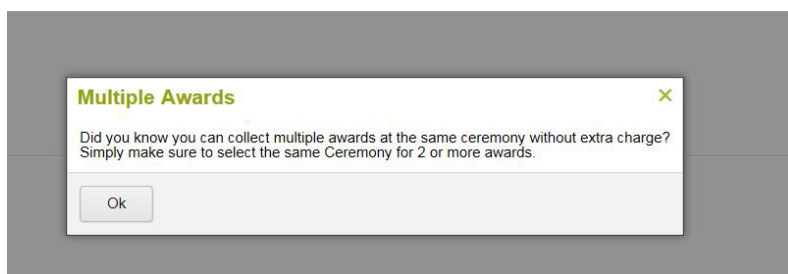 Multiple Awards
Did you know you can collect multiple awards at the same ceremony without extra charge?
Simply make sure to select the same Ceremony for 2 or more awards.
Ok